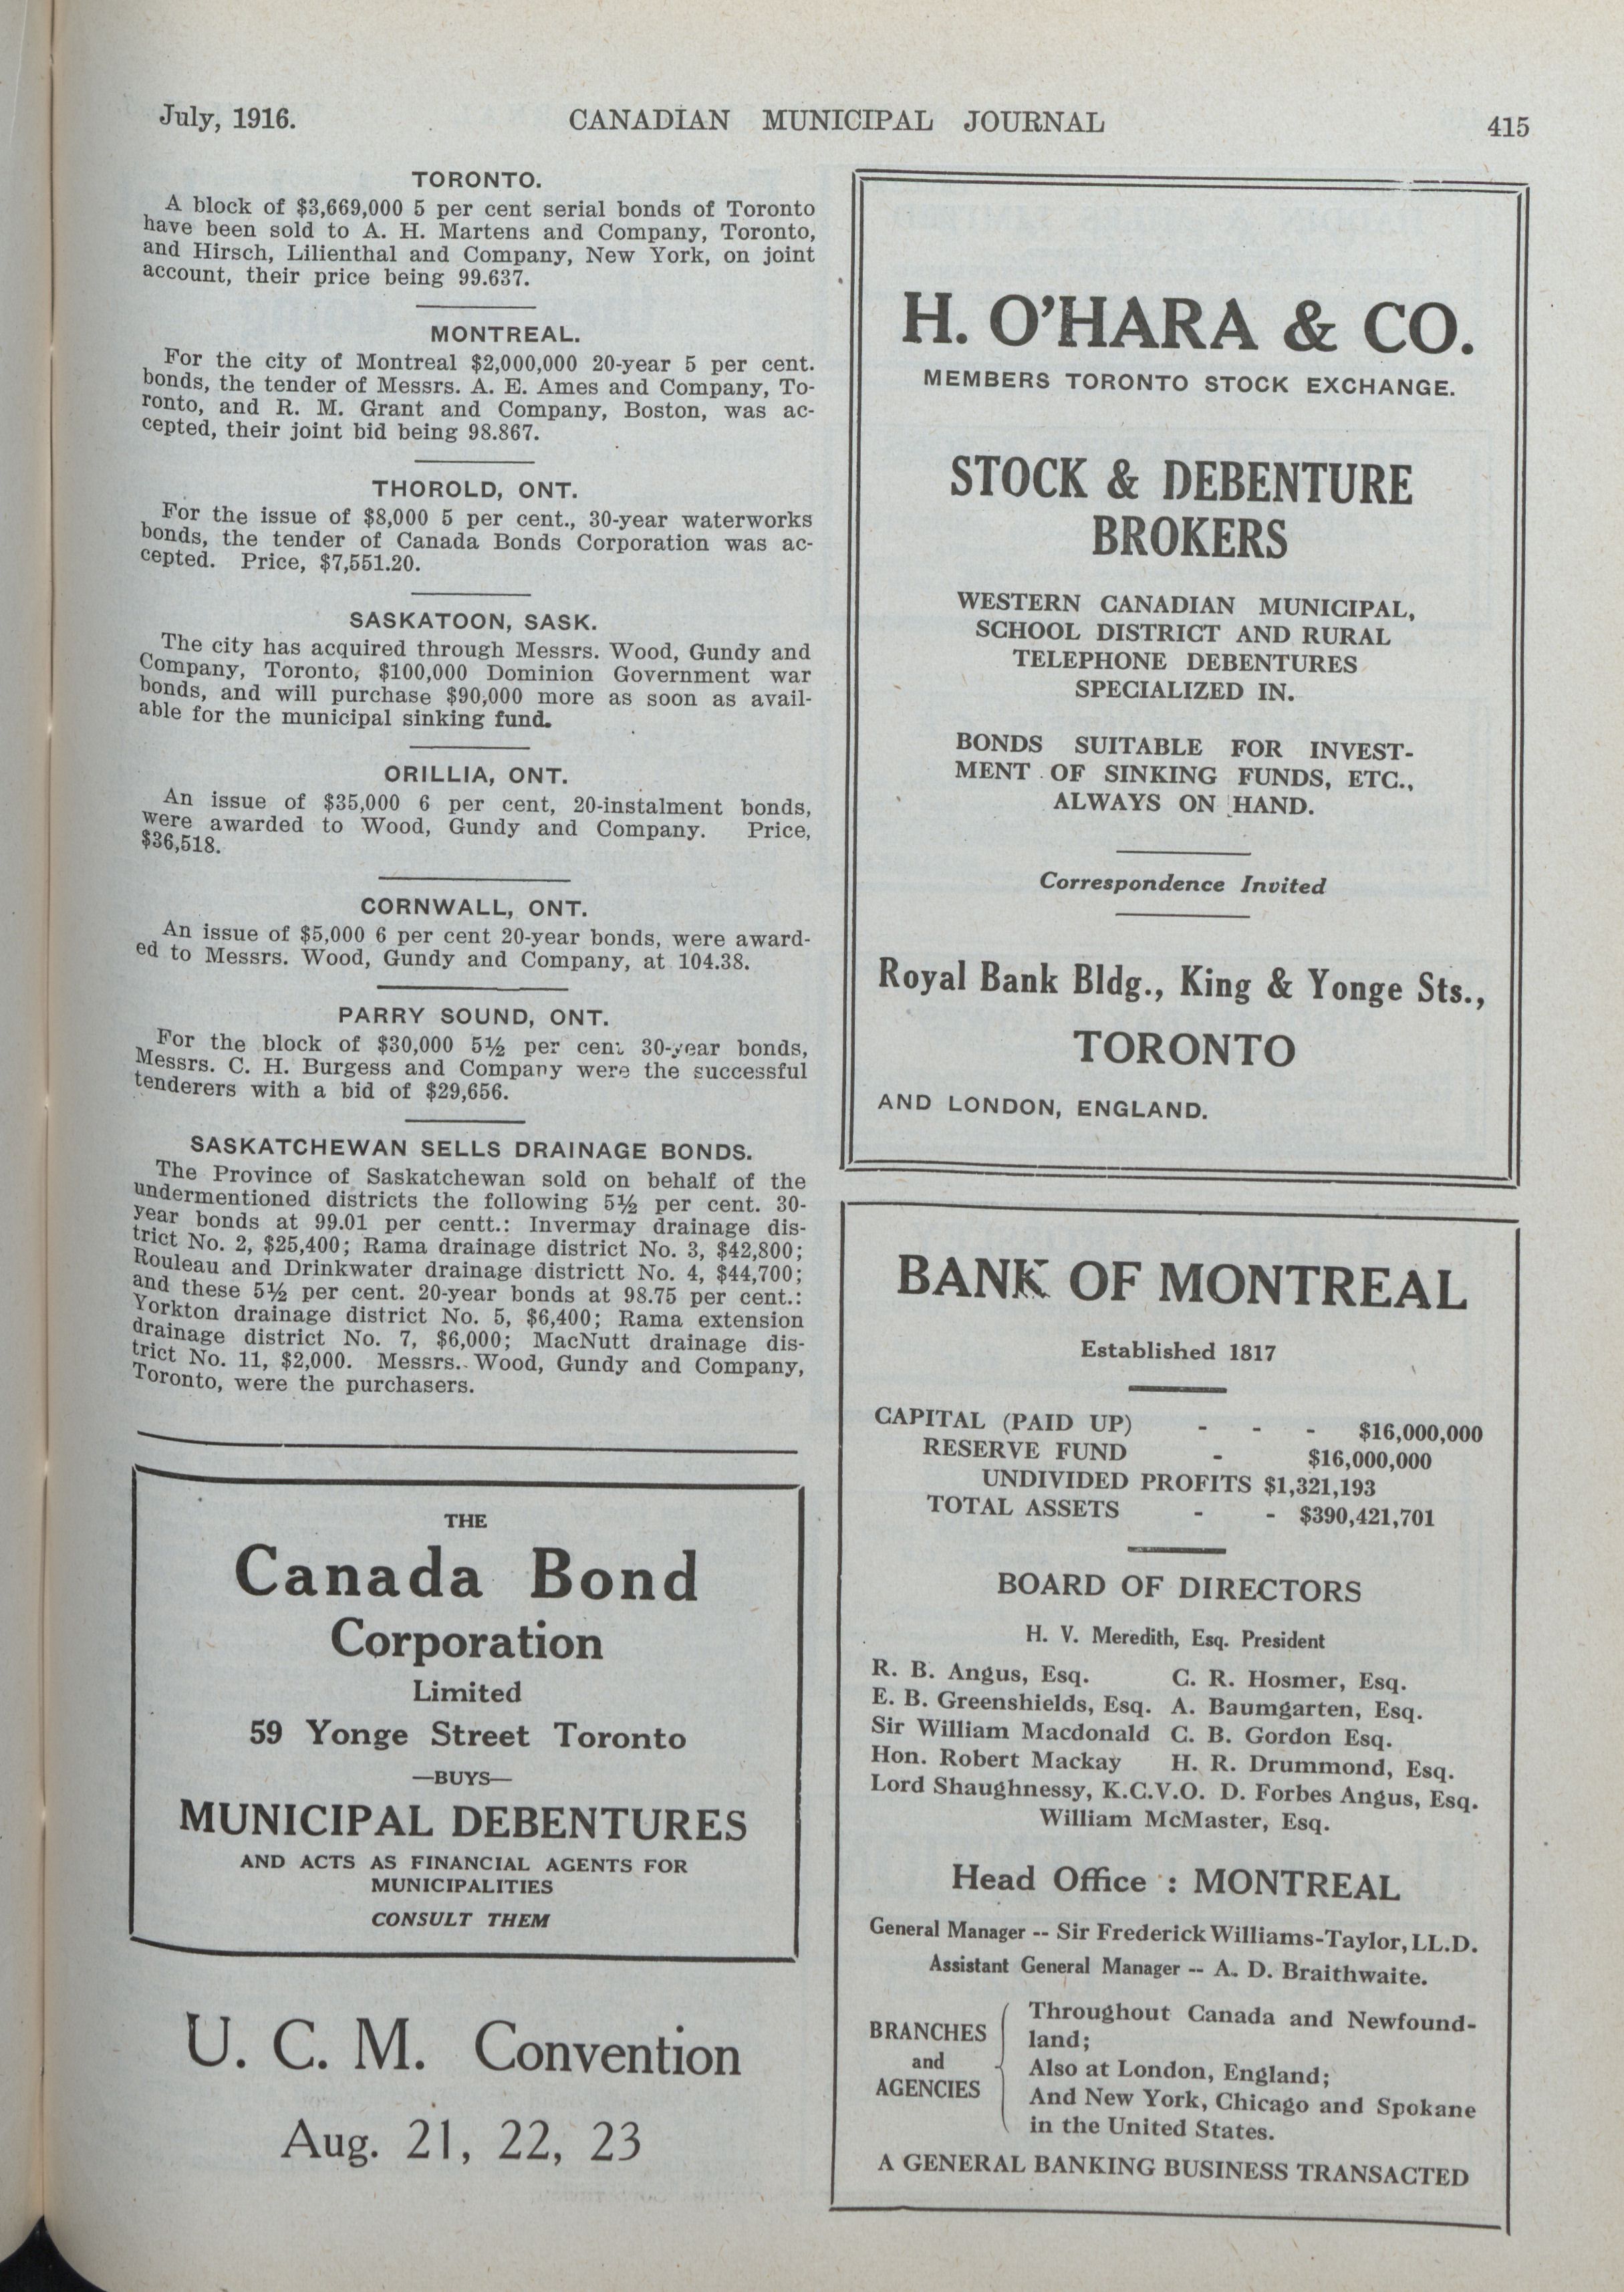 July, 1916.
CANADIAN MUNICIPAL JOURNAL
415
TORONTO.
A block of $3,669,000 5 per cent serial bonds of Toronto
have been sold to A. H. Martens and Company, Toronto,
and Hirsch, Lilienthal and Company, New York, on joint
account, their price being 99.637.
MONTREAL.
For the city of Montreal $2,000,000 20-year 5 per cent.
bonds, the tender of Messrs. A. E. Ames and Company, To-
ronto, and R. M. Grant and Company, Boston, was ac-
cepted, their joint bid being 98.867.
THOROLD, ONT.
For the issue of $8,000 5 per cent., 30-year waterworks
bonds, the tender of Canada Bonds Corporation was ac-
cepted. Price, $7,551.20.
SASKATOON, SASK.
The city has acquired through Messrs. Wood, Gundy and
Company, Toronto, $100,000 Dominion Government war
bonds, and will purchase $90,000 more as soon as avail-
able for the municipal sinking fund.
ORILLIA, ONT.
An issue of $35,000 6 per cent, 20-instalment bonds,
were awarded to Wood, Gundy and Company. Price,
$36,518.
CORNWALL, ONT.
An issue of $5,000 6 per cent 20-year bonds, were award-
ed to Messrs. Wood, Gundy and Company, at 104.38.
PARRY SOUND, ONT.
For the block of $30,000 5½ per cent 30-year bonds,
Messrs. C. H. Burgess and Company were the successful
tenderers with a bid of $29,656.
SASKATCHEWAN SELLS DRAINAGE BONDS.
The Province of Saskatchewan sold on behalf of the
undermentioned districts the following 5½ per cent. 30-
year bonds at 99.01 per centt.: Invermay drainage dis-
trict No. 2, $25,400; Rama drainage district No. 3, $42,800;
Rouleau and Drinkwater drainage districtt No. 4, $44,700;
and these 5½ per cent. 20-year bonds at 98.75 per cent.:
Yorkton drainage district No. 5, $6,400; Rama extension
drainage district No. 7, $6,000; MacNutt drainage dis-
trict No. 11, $2,000. Messrs. Wood, Gundy and Company,
Toronto, were the purchasers.
THE
Canada Bond
Corporation
Limited
59 Yonge Street Toronto
—BUYS—
MUNICIPAL DEBENTURES
AND ACTS AS FINANCIAL AGENTS FOR
MUNICIPALITIES
CONSULT THEM
U. C. M. Convention
Aug. 21, 22, 23
H. O'HARA & CO.
MEMBERS TORONTO STOCK EXCHANGE.
STOCK & DEBENTURE
BROKERS
WESTERN CANADIAN MUNICIPAL,
SCHOOL DISTRICT AND RURAL
TELEPHONE DEBENTURES
SPECIALIZED IN.
BONDS SUITABLE FOR INVEST-
MENT OF SINKING FUNDS, ETC.,
ALWAYS ON HAND.
Correspondence Invited
Royal Bank Bldg., King & Yonge Sts.,
TORONTO
AND LONDON, ENGLAND.
BANK OF MONTREAL
Established 1817
CAPITAL (PAID UP) - - - $16,000,000
RESERVE FUND - $16,000,000
UNDIVIDED PROFITS $1,321,193
TOTAL ASSETS - - $390,421,701
BOARD OF DIRECTORS
H. V. Meredith, Esq. President
R. B. Angus, Esq. C. R. Hosmer, Esq.
E. B. Greenshields, Esq. A. Baumgarten, Esq.
Sir William Macdonald C. B. Gordon Esq.
Hon. Robert Mackay H. R. Drummond, Esq.
Lord Shaughnessy, K.C.V.O. D. Forbes Angus, Esq.
William McMaster, Esq.
Head Office : MONTREAL
General Manager -- Sir Frederick Williams-Taylor, LL.D.
Assistant General Manager -- A. D. Braithwaite.
BRANCHES
and
AGENCIES
Throughout Canada and Newfound-
land;
Also at London, England;
And New York, Chicago and Spokane
in the United States.
A GENERAL BANKING BUSINESS TRANSACTED